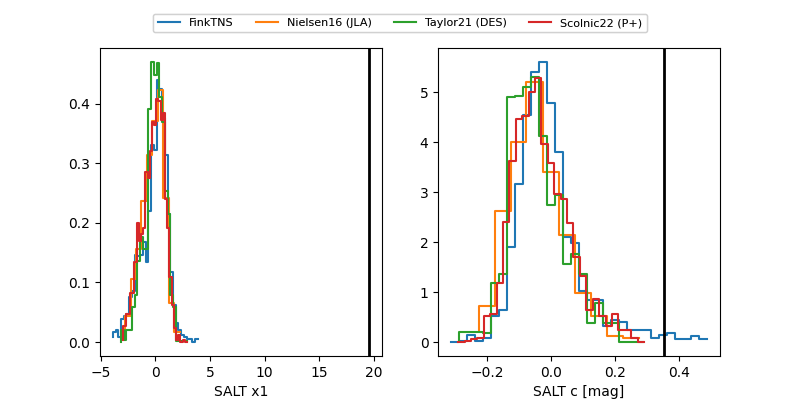 FinkTNS Nielsen16 (JLA) Taylor21 (DES) Scolnic22 (P+)
0.4
0.3
0.2
0.1
0.0
−5 0 5 10 15 20
SALT x1
5
4
3
2
1
0
−0.2 0.0 0.2 0.4
SALT c [mag]